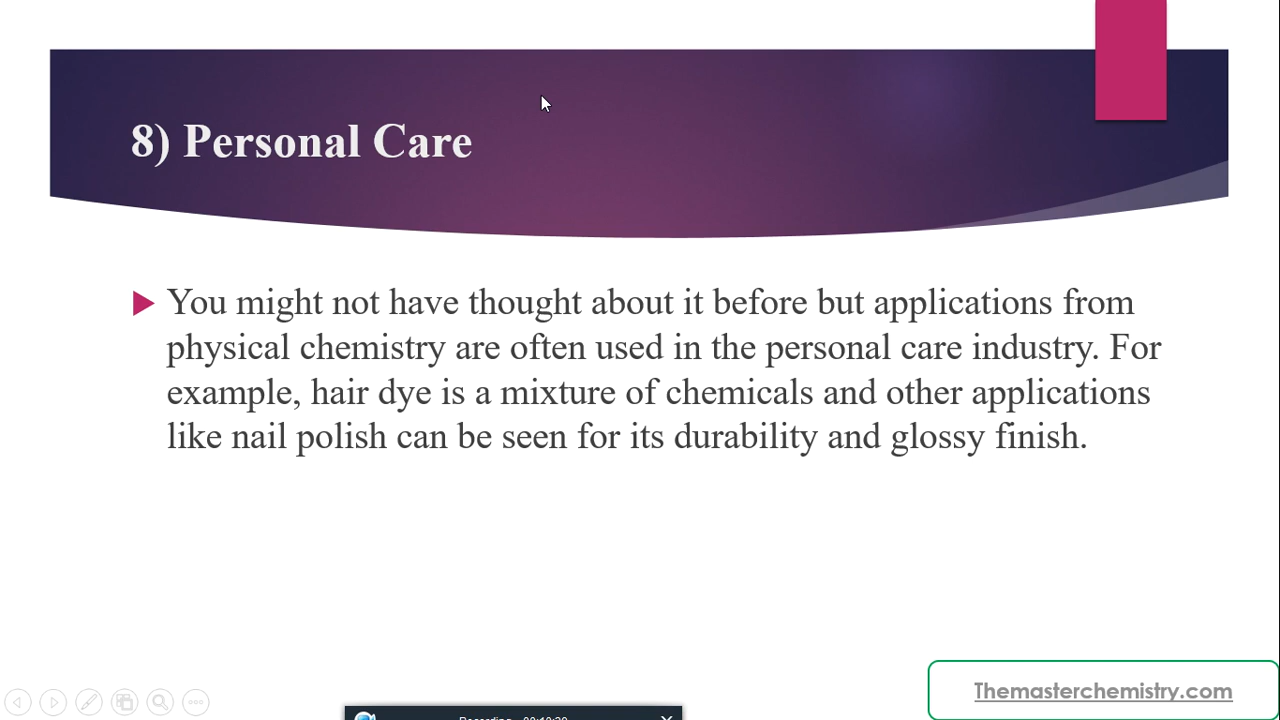 8) Personal Care
You might not have thought about it before but applications from
physical chemistry are often used in the personal care industry. For
example, hair dye is a mixture of chemicals and other applications
like nail polish can be seen for its durability and glossy finish.
Themasterchemistry.com